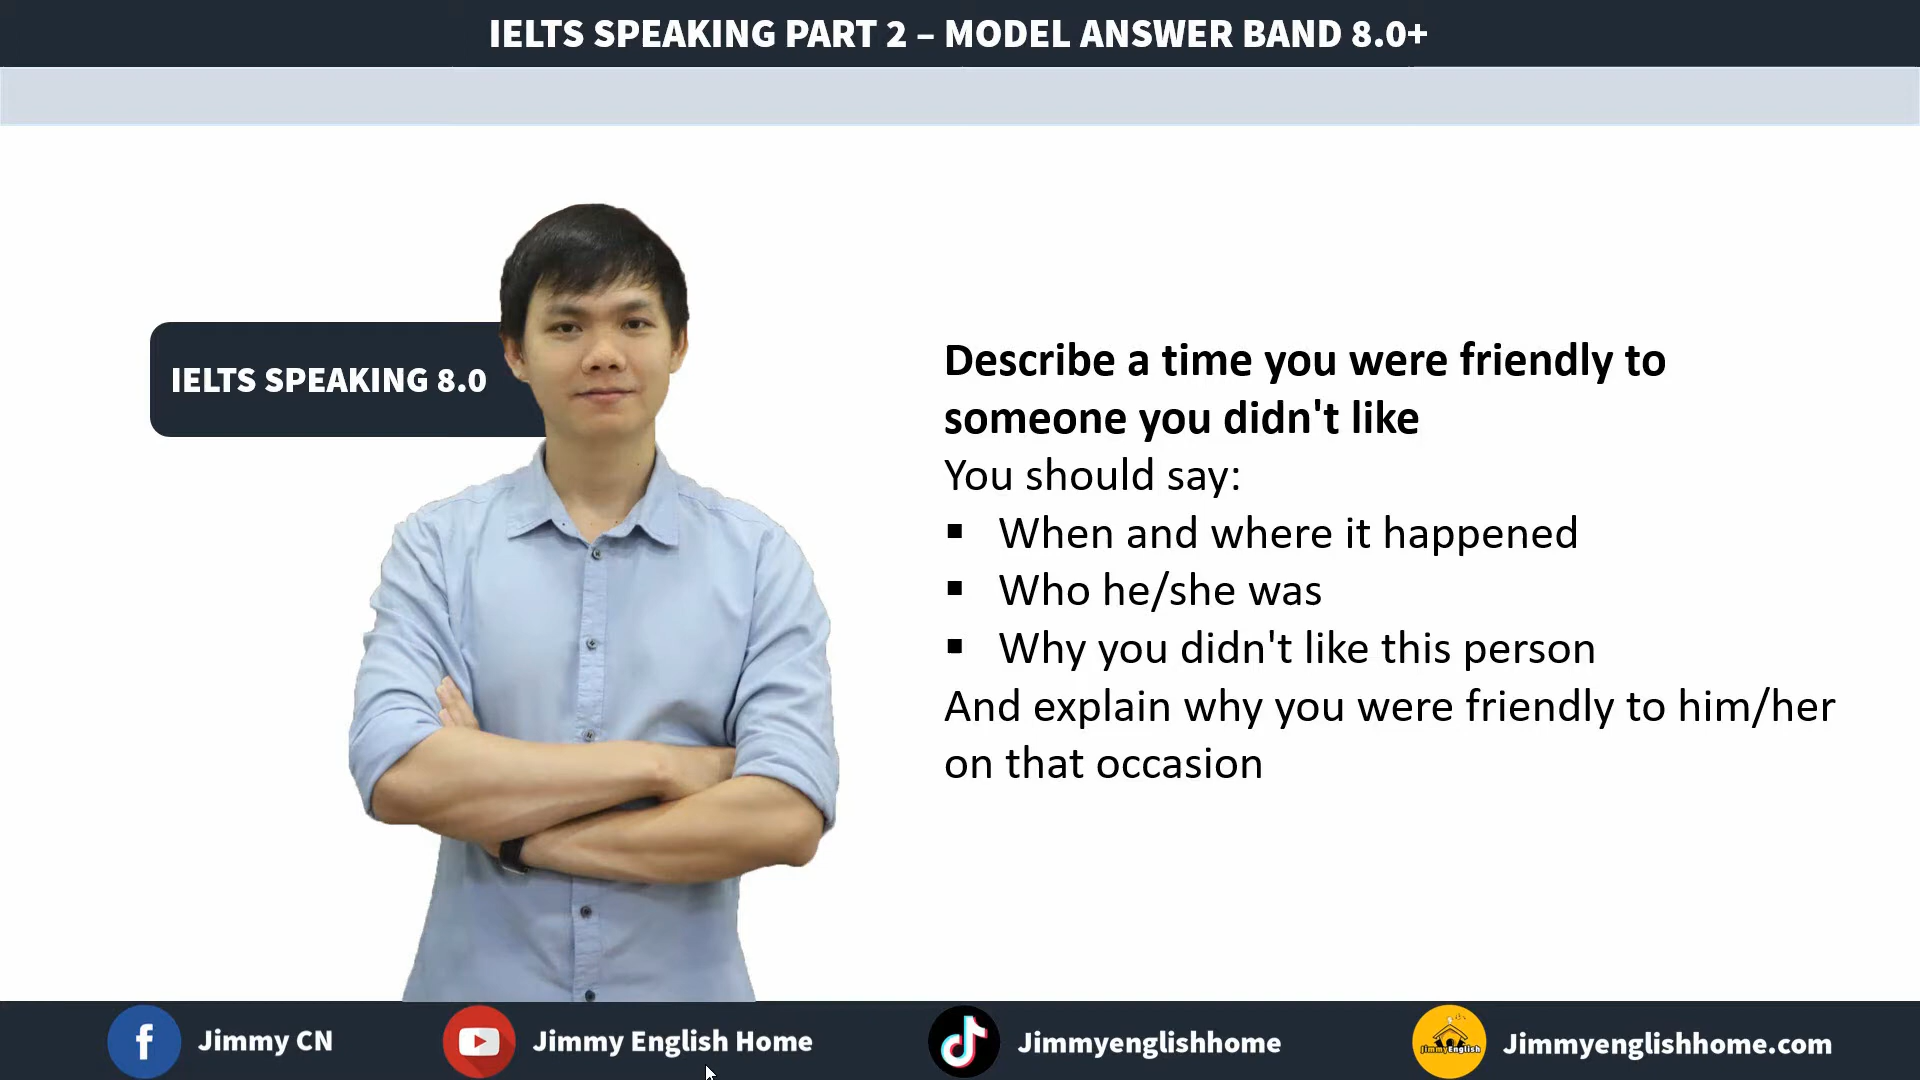 IELTS SPEAKING PART 2 – MODEL ANSWER BAND 8.0+
IELTS SPEAKING 8.0
Describe a time you were friendly to
someone you didn't like
You should say:
▪ When and where it happened
▪ Who he/she was
▪ Why you didn't like this person
And explain why you were friendly to him/her
on that occasion
Jimmy CN
Jimmy English Home
Jimmyenglishhome
JimmyEnglish
Jimmyenglishhome.com